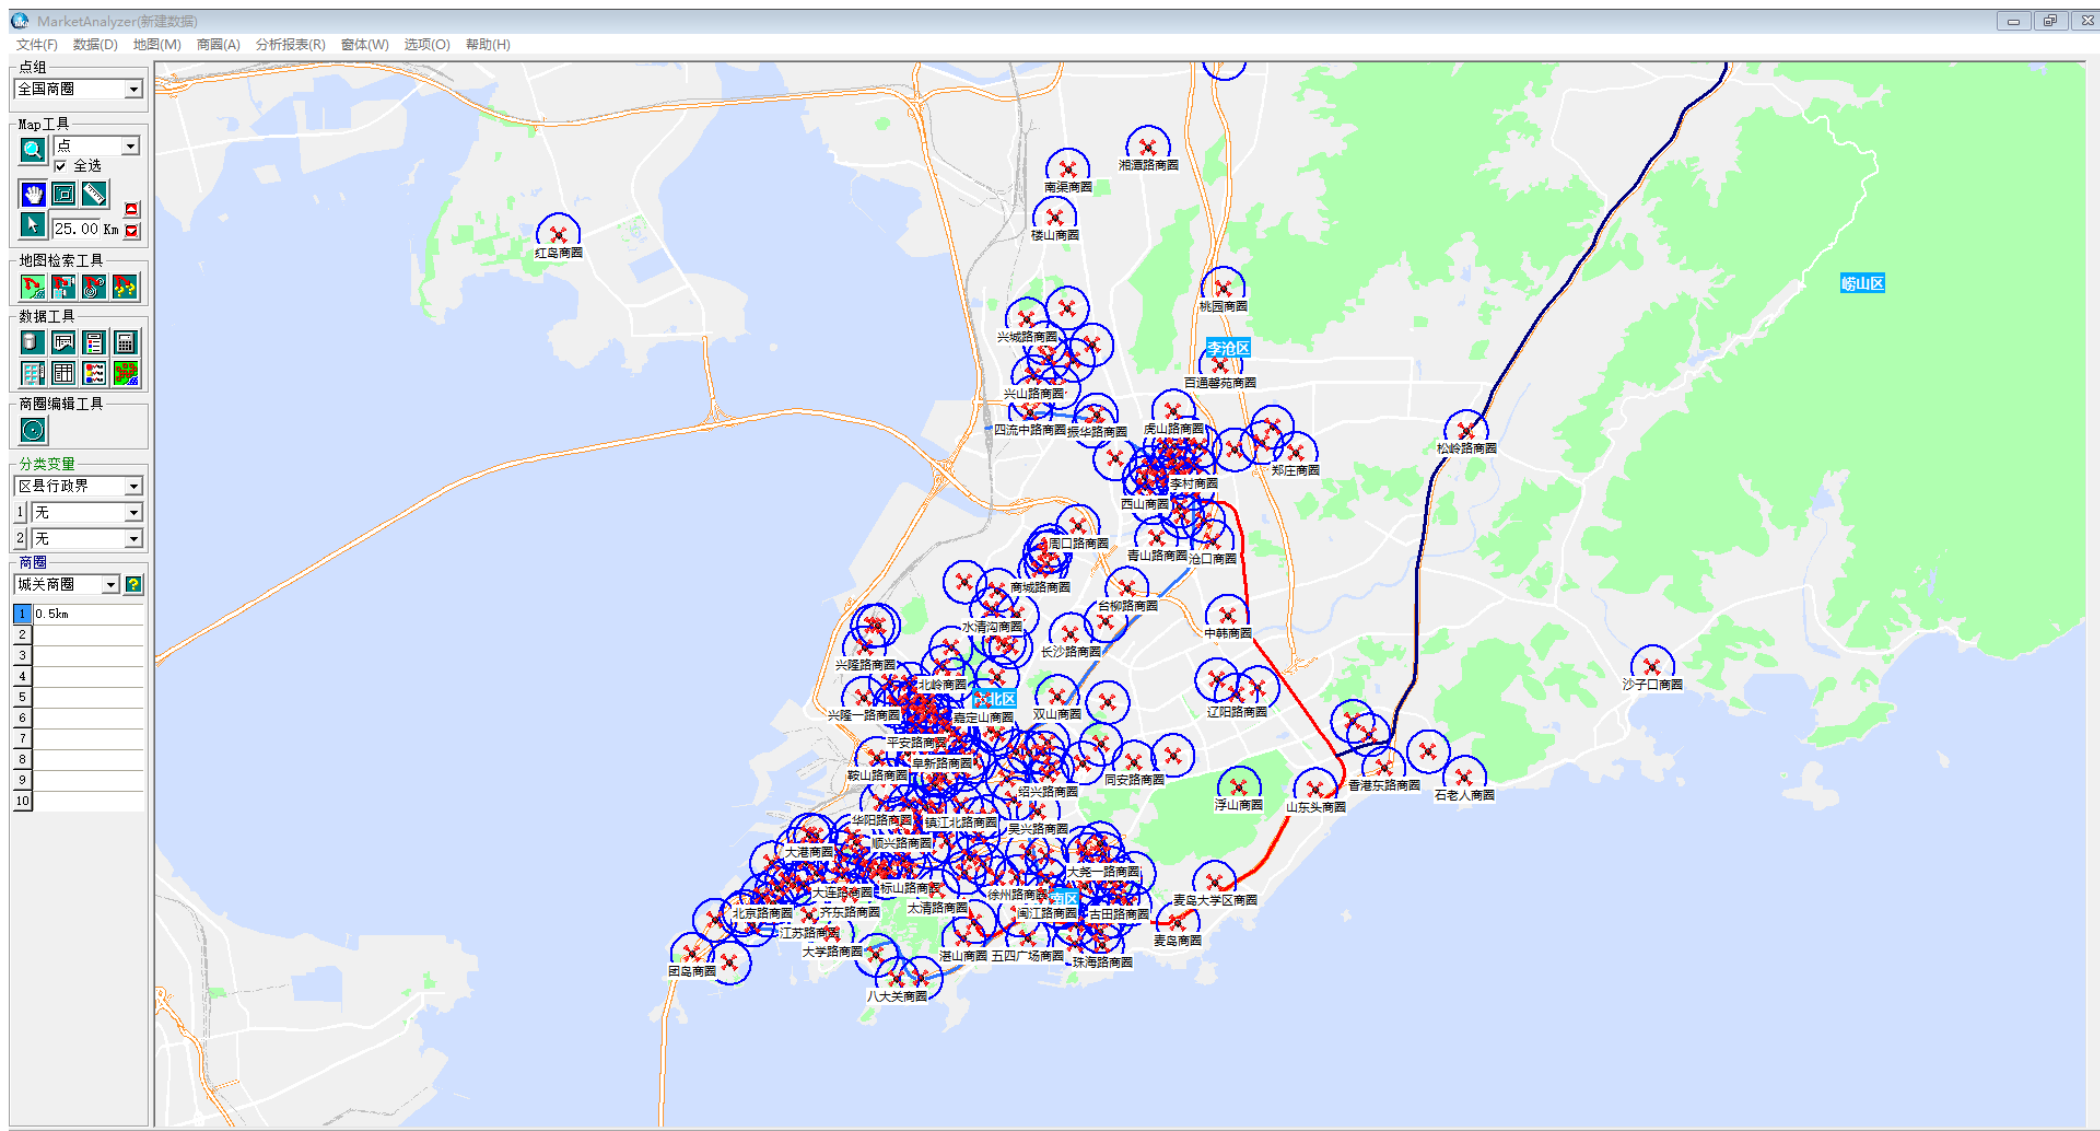 MarketAnalyzer(新建数据)
文件(F) 数据(D) 地图(M) 商圈(A) 分析报表(R) 窗体(W) 选项(O) 帮助(H)
点组
全国商圈
Map工具
点
全选
25.00 Km
地图检索工具
数据工具
商圈编辑工具
分类变量
区县行政界
1 无
2 无
商圈
城关商圈
1 0.5km
2
3
4
5
6
7
8
9
10
湘潭路商圈
南渠商圈
楼山商圈
红岛商圈
崂山区
桃园商圈
兴城路商圈
李沧区
百通馨苑商圈
兴山路商圈
四流中路商圈
振华路商圈
虎山路商圈
松岭路商圈
郑庄商圈
李村商圈
西山商圈
周口路商圈
青山路商圈
沧口商圈
商城路商圈
台柳路商圈
水清沟商圈
中韩商圈
长沙路商圈
兴隆路商圈
北岭商圈
沙子口商圈
北区
兴隆一路商圈
嘉定山商圈
双山商圈
辽阳路商圈
平安路商圈
阜新路商圈
鞍山路商圈
同安路商圈
绍兴路商圈
香港东路商圈
石老人商圈
浮山商圈
山东头商圈
华阳路商圈
镇江北路商圈
吴兴路商圈
顺兴路商圈
大港商圈
大尧一路商圈
大连路商圈
标山路商圈
徐州路商圈
南区
麦岛大学区商圈
北京路商圈
齐东路商圈
太清路商圈
闽江路商圈
古田路商圈
江苏路商圈
麦岛商圈
大学路商圈
湛山商圈
五四广场商圈
珠海路商圈
团岛商圈
八大关商圈